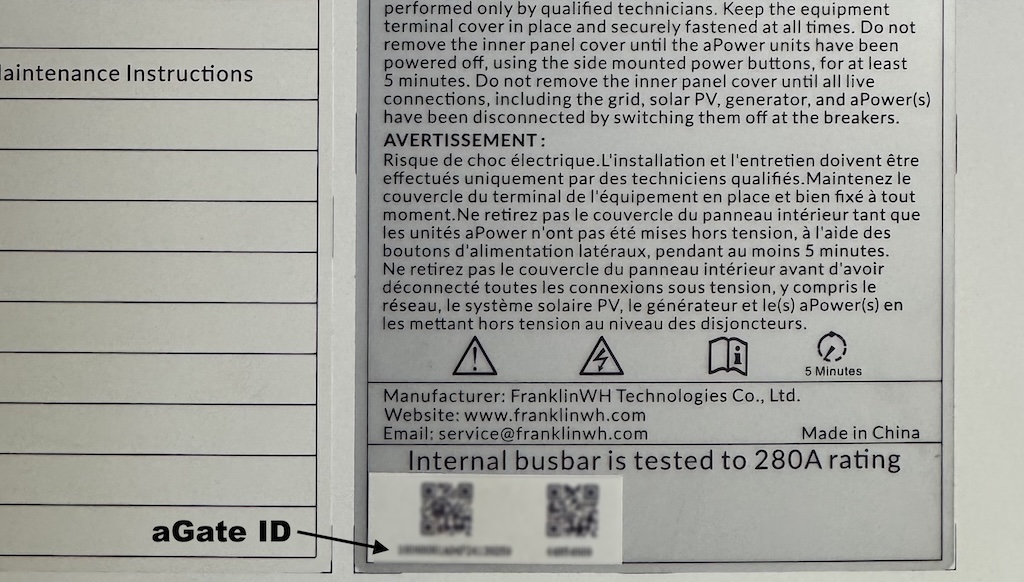 Maintenance Instructions
performed only by qualified technicians. Keep the equipment
terminal cover in place and securely fastened at all times. Do not
remove the inner panel cover until the aPower units have been
powered off, using the side mounted power buttons, for at least
5 minutes. Do not remove the inner panel cover until all live
connections, including the grid, solar PV, generator, and aPower(s)
have been disconnected by switching them off at the breakers.
AVERTISSEMENT :
Risque de choc électrique.L'installation et l'entretien doivent être
effectués uniquement par des techniciens qualifiés.Maintenez le
couvercle du terminal de l'équipement en place et bien fixé à tout
moment.Ne retirez pas le couvercle du panneau intérieur tant que
les unités aPower n'ont pas été mises hors tension, à l'aide des
boutons d'alimentation latéraux, pendant au moins 5 minutes.
Ne retirez pas le couvercle du panneau intérieur avant d'avoir
déconnecté toutes les connexions sous tension, y compris le
réseau, le système solaire PV, le générateur et le(s) aPower(s) en
les mettant hors tension au niveau des disjoncteurs.
5 Minutes
Manufacturer: FranklinWH Technologies Co., Ltd.
Website: www.franklinwh.com
Email: service@franklinwh.com
Made in China
Internal busbar is tested to 280A rating
aGate ID